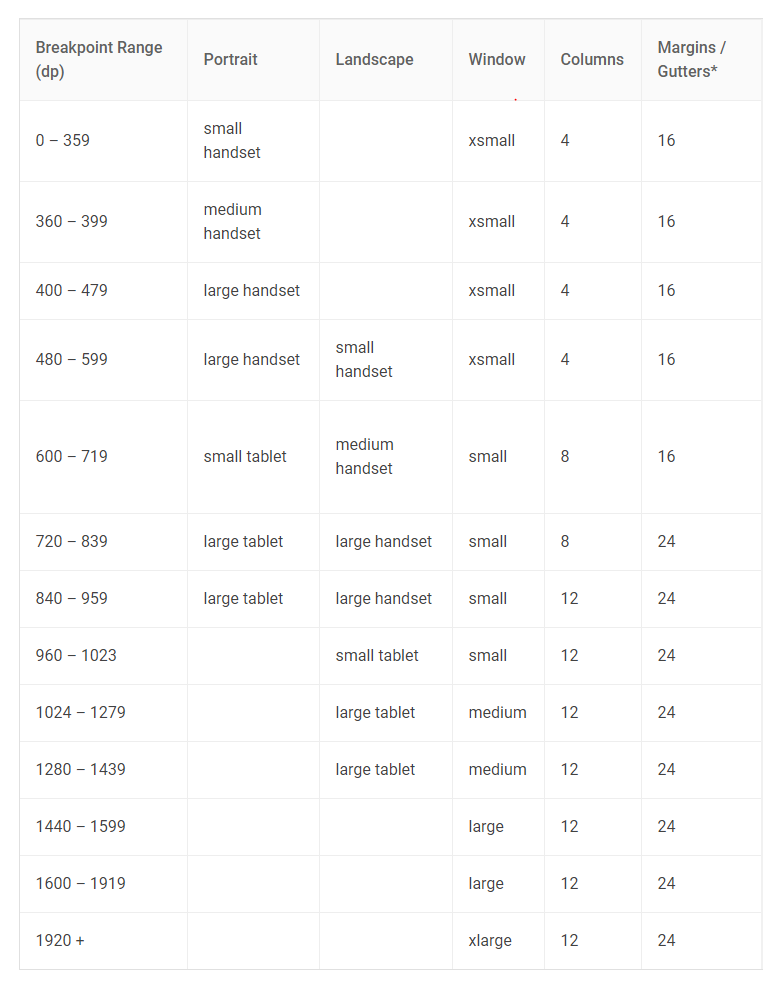 Breakpoint Range (dp) Portrait Landscape Window Columns Margins / Gutters*
0 – 359 small handset xsmall 4 16
360 – 399 medium handset xsmall 4 16
400 – 479 large handset xsmall 4 16
480 – 599 large handset small handset xsmall 4 16
600 – 719 small tablet medium handset small 8 16
720 – 839 large tablet large handset small 8 24
840 – 959 large tablet large handset small 12 24
960 – 1023 small tablet small 12 24
1024 – 1279 large tablet medium 12 24
1280 – 1439 large tablet medium 12 24
1440 – 1599 large 12 24
1600 – 1919 large 12 24
1920 + xlarge 12 24